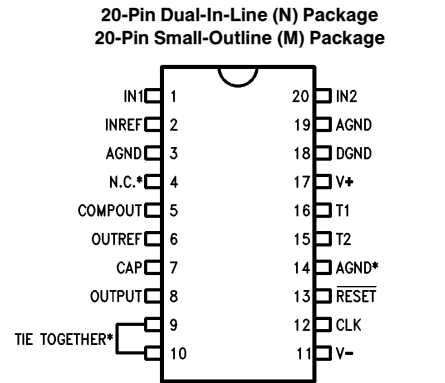 20-Pin Dual-In-Line (N) Package
20-Pin Small-Outline (M) Package
IN1 1 20 IN2
INREF 2 19 AGND
AGND 3 18 DGND
N.C.* 4 17 V+
COMPOUT 5 16 T1
OUTREF 6 15 T2
CAP 7 14 AGND*
OUTPUT 8 13 RESET
9 12 CLK
TIE TOGETHER*
10 11 V−